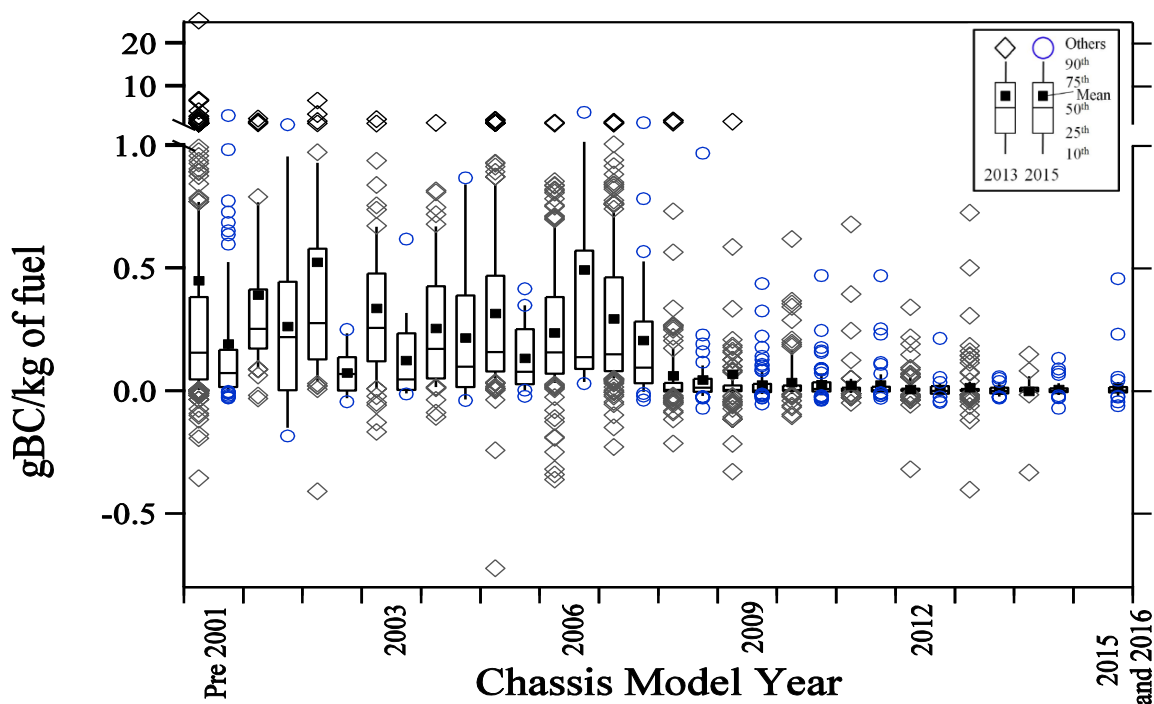 20
10
1.0
0.5
0.0
-0.5
gBC/kg of fuel
Others
90th
75th
Mean
50th
25th
10th
2013 2015
Pre 2001
2003
2006
2009
2012
2015
and 2016
Chassis Model Year